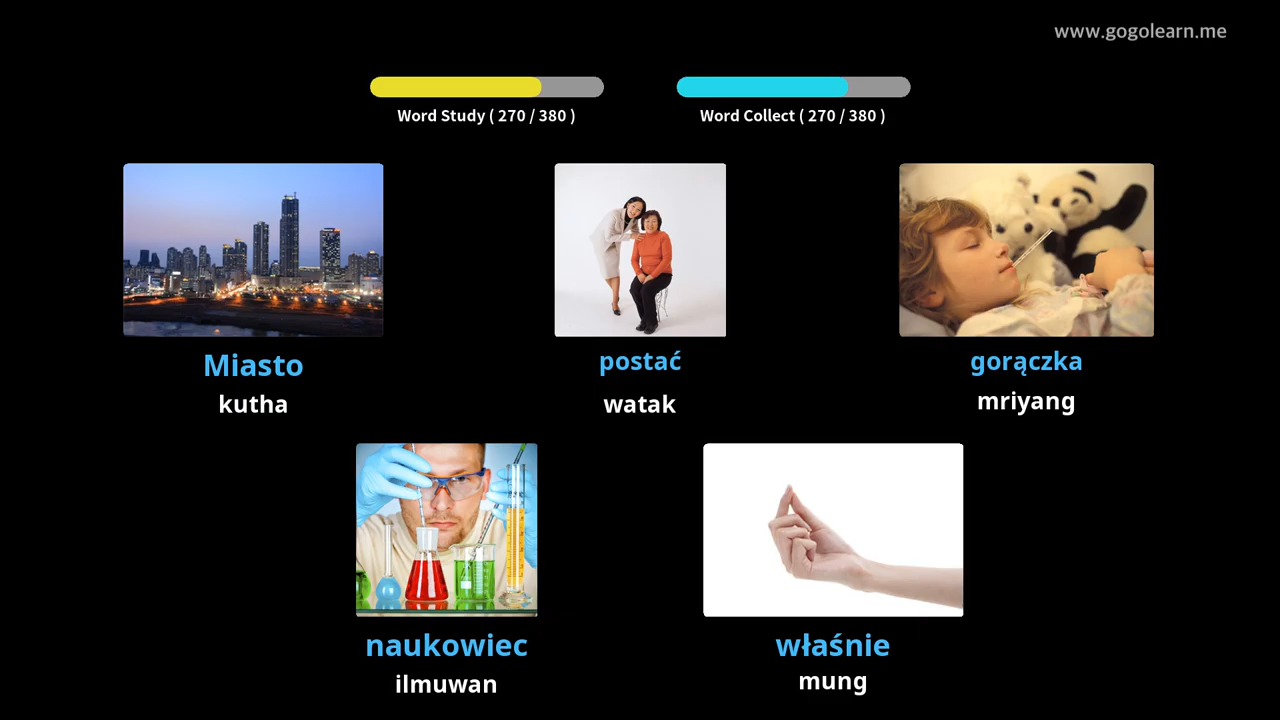 www.gogolearn.me
Word Study ( 270 / 380 )
Word Collect ( 270 / 380 )
Miasto
kutha
postać
watak
gorączka
mriyang
naukowiec
ilmuwan
właśnie
mung